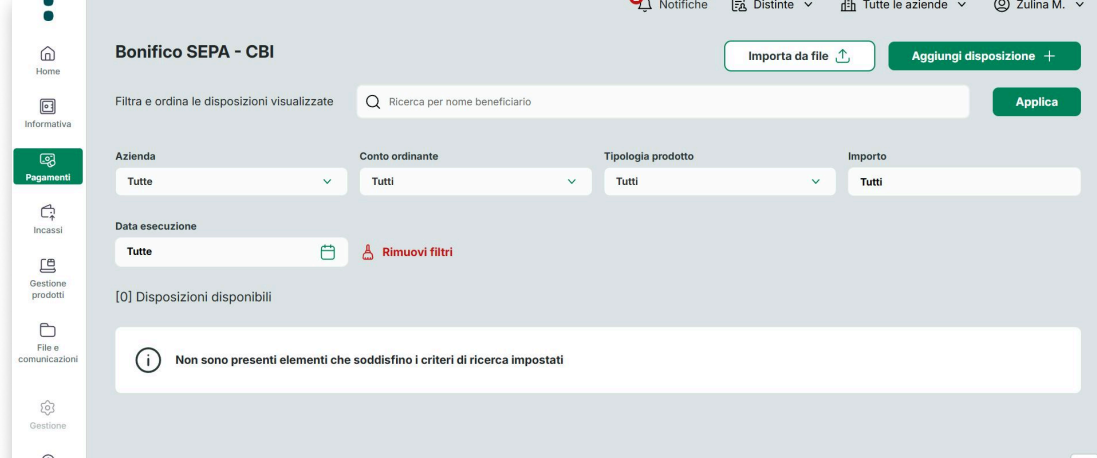 Notifiche
Distinte
Tutte le aziende
Zulina M.
Home
Informativa
Pagamenti
Incassi
Gestione
prodotti
File e
comunicazioni
Gestione
Bonifico SEPA - CBI
Importa da file
Aggiungi disposizione
Filtra e ordina le disposizioni visualizzate
Ricerca per nome beneficiario
Applica
Azienda
Conto ordinante
Tipologia prodotto
Importo
Tutte
Tutti
Tutti
Tutti
Data esecuzione
Tutte
Rimuovi filtri
[0] Disposizioni disponibili
Non sono presenti elementi che soddisfino i criteri di ricerca impostati